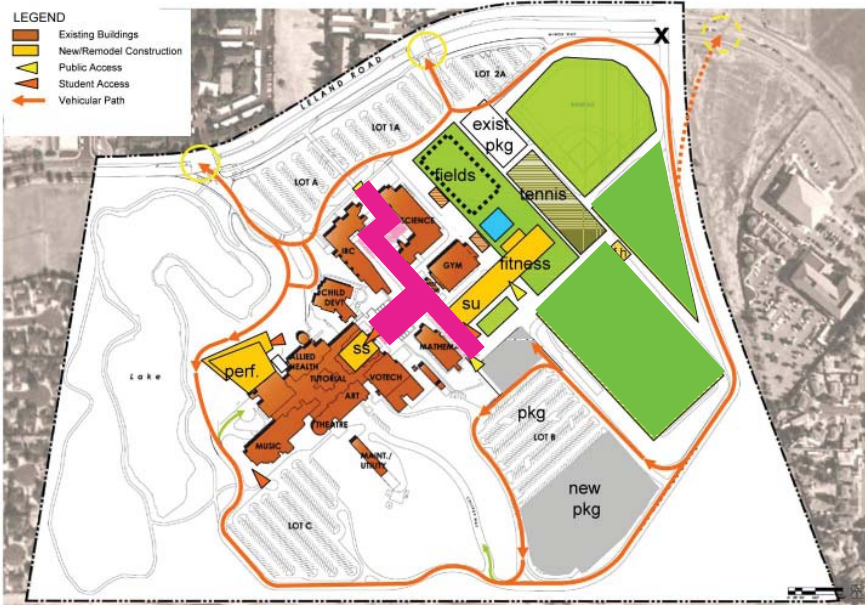 LEGEND
Existing Buildings
New/Remodel Construction
Public Access
Student Access
Vehicular Path
LELAND ROAD
X
LOT 2A
LOT 1A
LOT A
exist.
pkg
fields
tennis
SCIENCE
LRC
GYM
fitness
su
CHILD
DEV'T
MATHEM
ss
perf.
ALLIED
HEALTH
TUTORIAL
VOTECH
ART
THEATRE
MUSIC
MAINT./
UTILITY
Lake
pkg
LOT B
new
pkg
LOT C